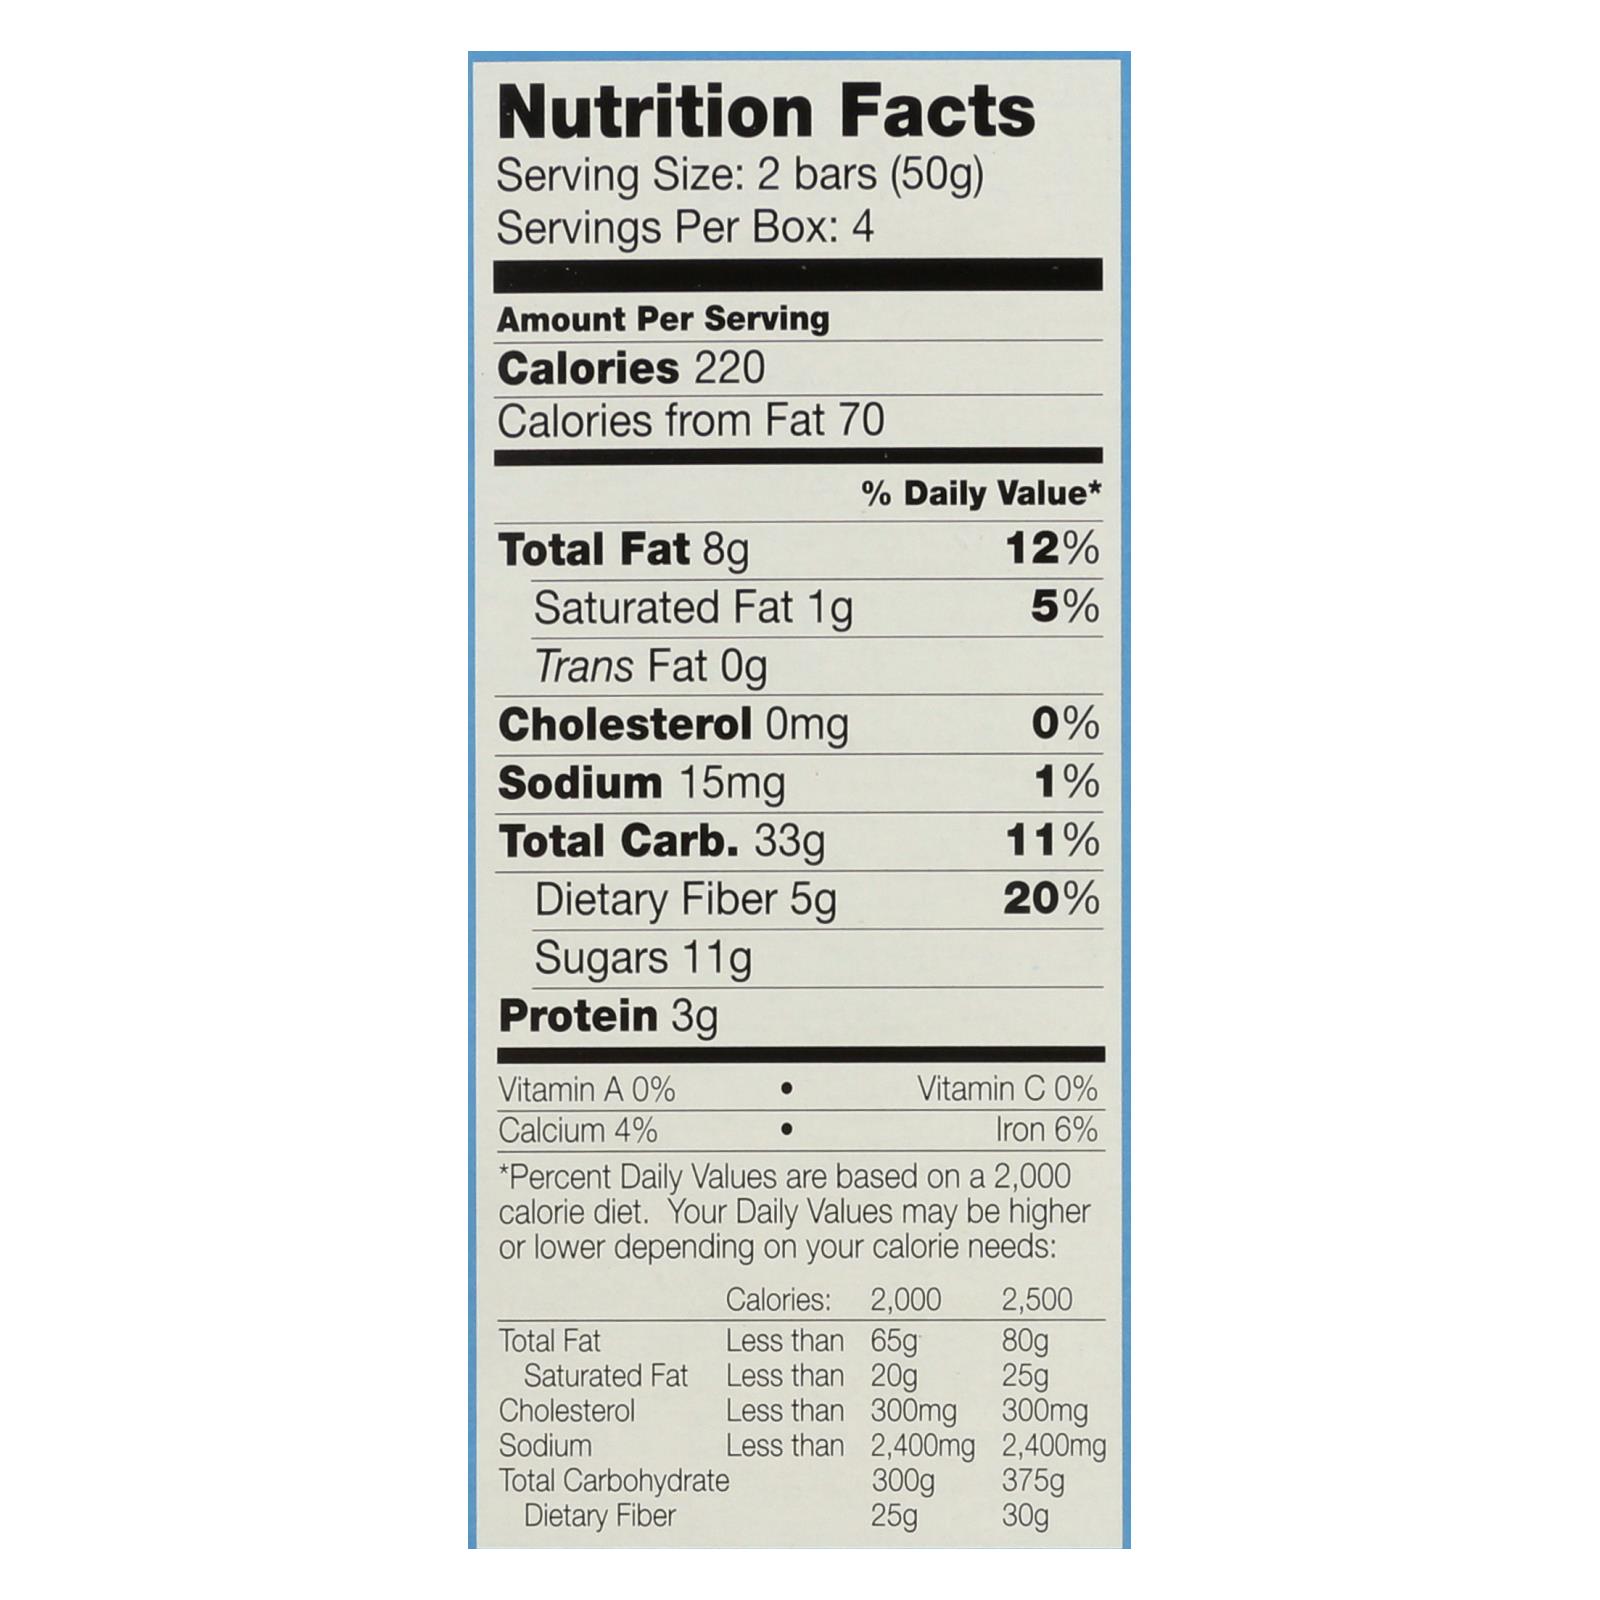 Nutrition Facts
Serving Size: 2 bars (50g)
Servings Per Box: 4
Amount Per Serving
Calories 220
Calories from Fat 70
% Daily Value*
Total Fat 8g 12%
Saturated Fat 1g 5%
Trans Fat 0g
Cholesterol 0mg 0%
Sodium 15mg 1%
Total Carb. 33g 11%
Dietary Fiber 5g 20%
Sugars 11g
Protein 3g
Vitamin A 0% • Vitamin C 0%
Calcium 4% • Iron 6%
*Percent Daily Values are based on a 2,000
calorie diet. Your Daily Values may be higher
or lower depending on your calorie needs:
Calories: 2,000 2,500
Total Fat Less than 65g 80g
Saturated Fat Less than 20g 25g
Cholesterol Less than 300mg 300mg
Sodium Less than 2,400mg 2,400mg
Total Carbohydrate 300g 375g
Dietary Fiber 25g 30g